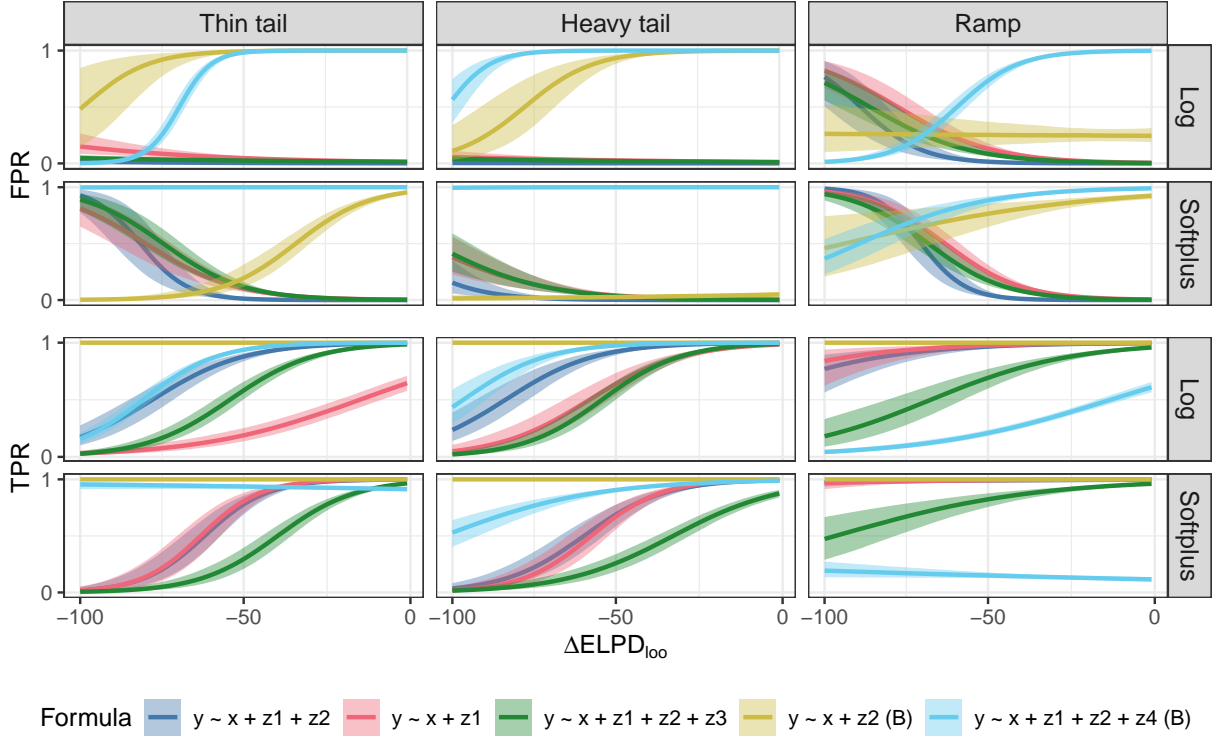 Thin tail Heavy tail Ramp
1
0
Log
FPR
1
0
Softplus
1
0
Log
TPR
1
0
Softplus
−100 −50 0 −100 −50 0 −100 −50 0
ΔELPDloo
Formula y ~ x + z1 + z2 y ~ x + z1 y ~ x + z1 + z2 + z3 y ~ x + z2 (B) y ~ x + z1 + z2 + z4 (B)